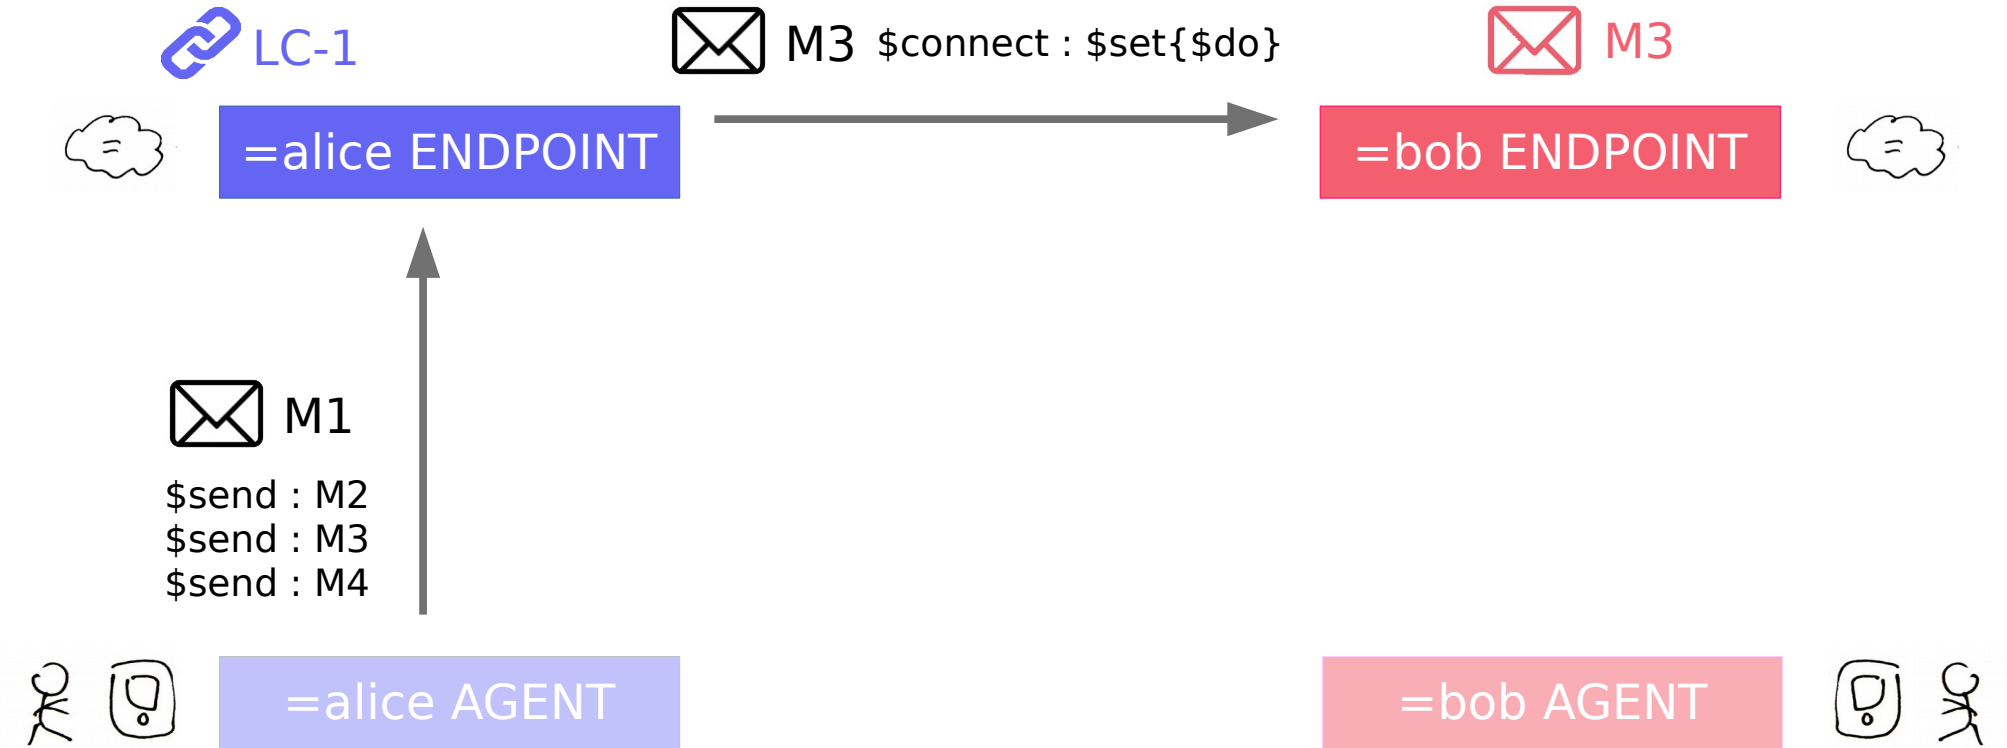 LC-1
M3 $connect : $set{$do}
M3
=alice ENDPOINT
=bob ENDPOINT
M1
$send : M2
$send : M3
$send : M4
=alice AGENT
=bob AGENT